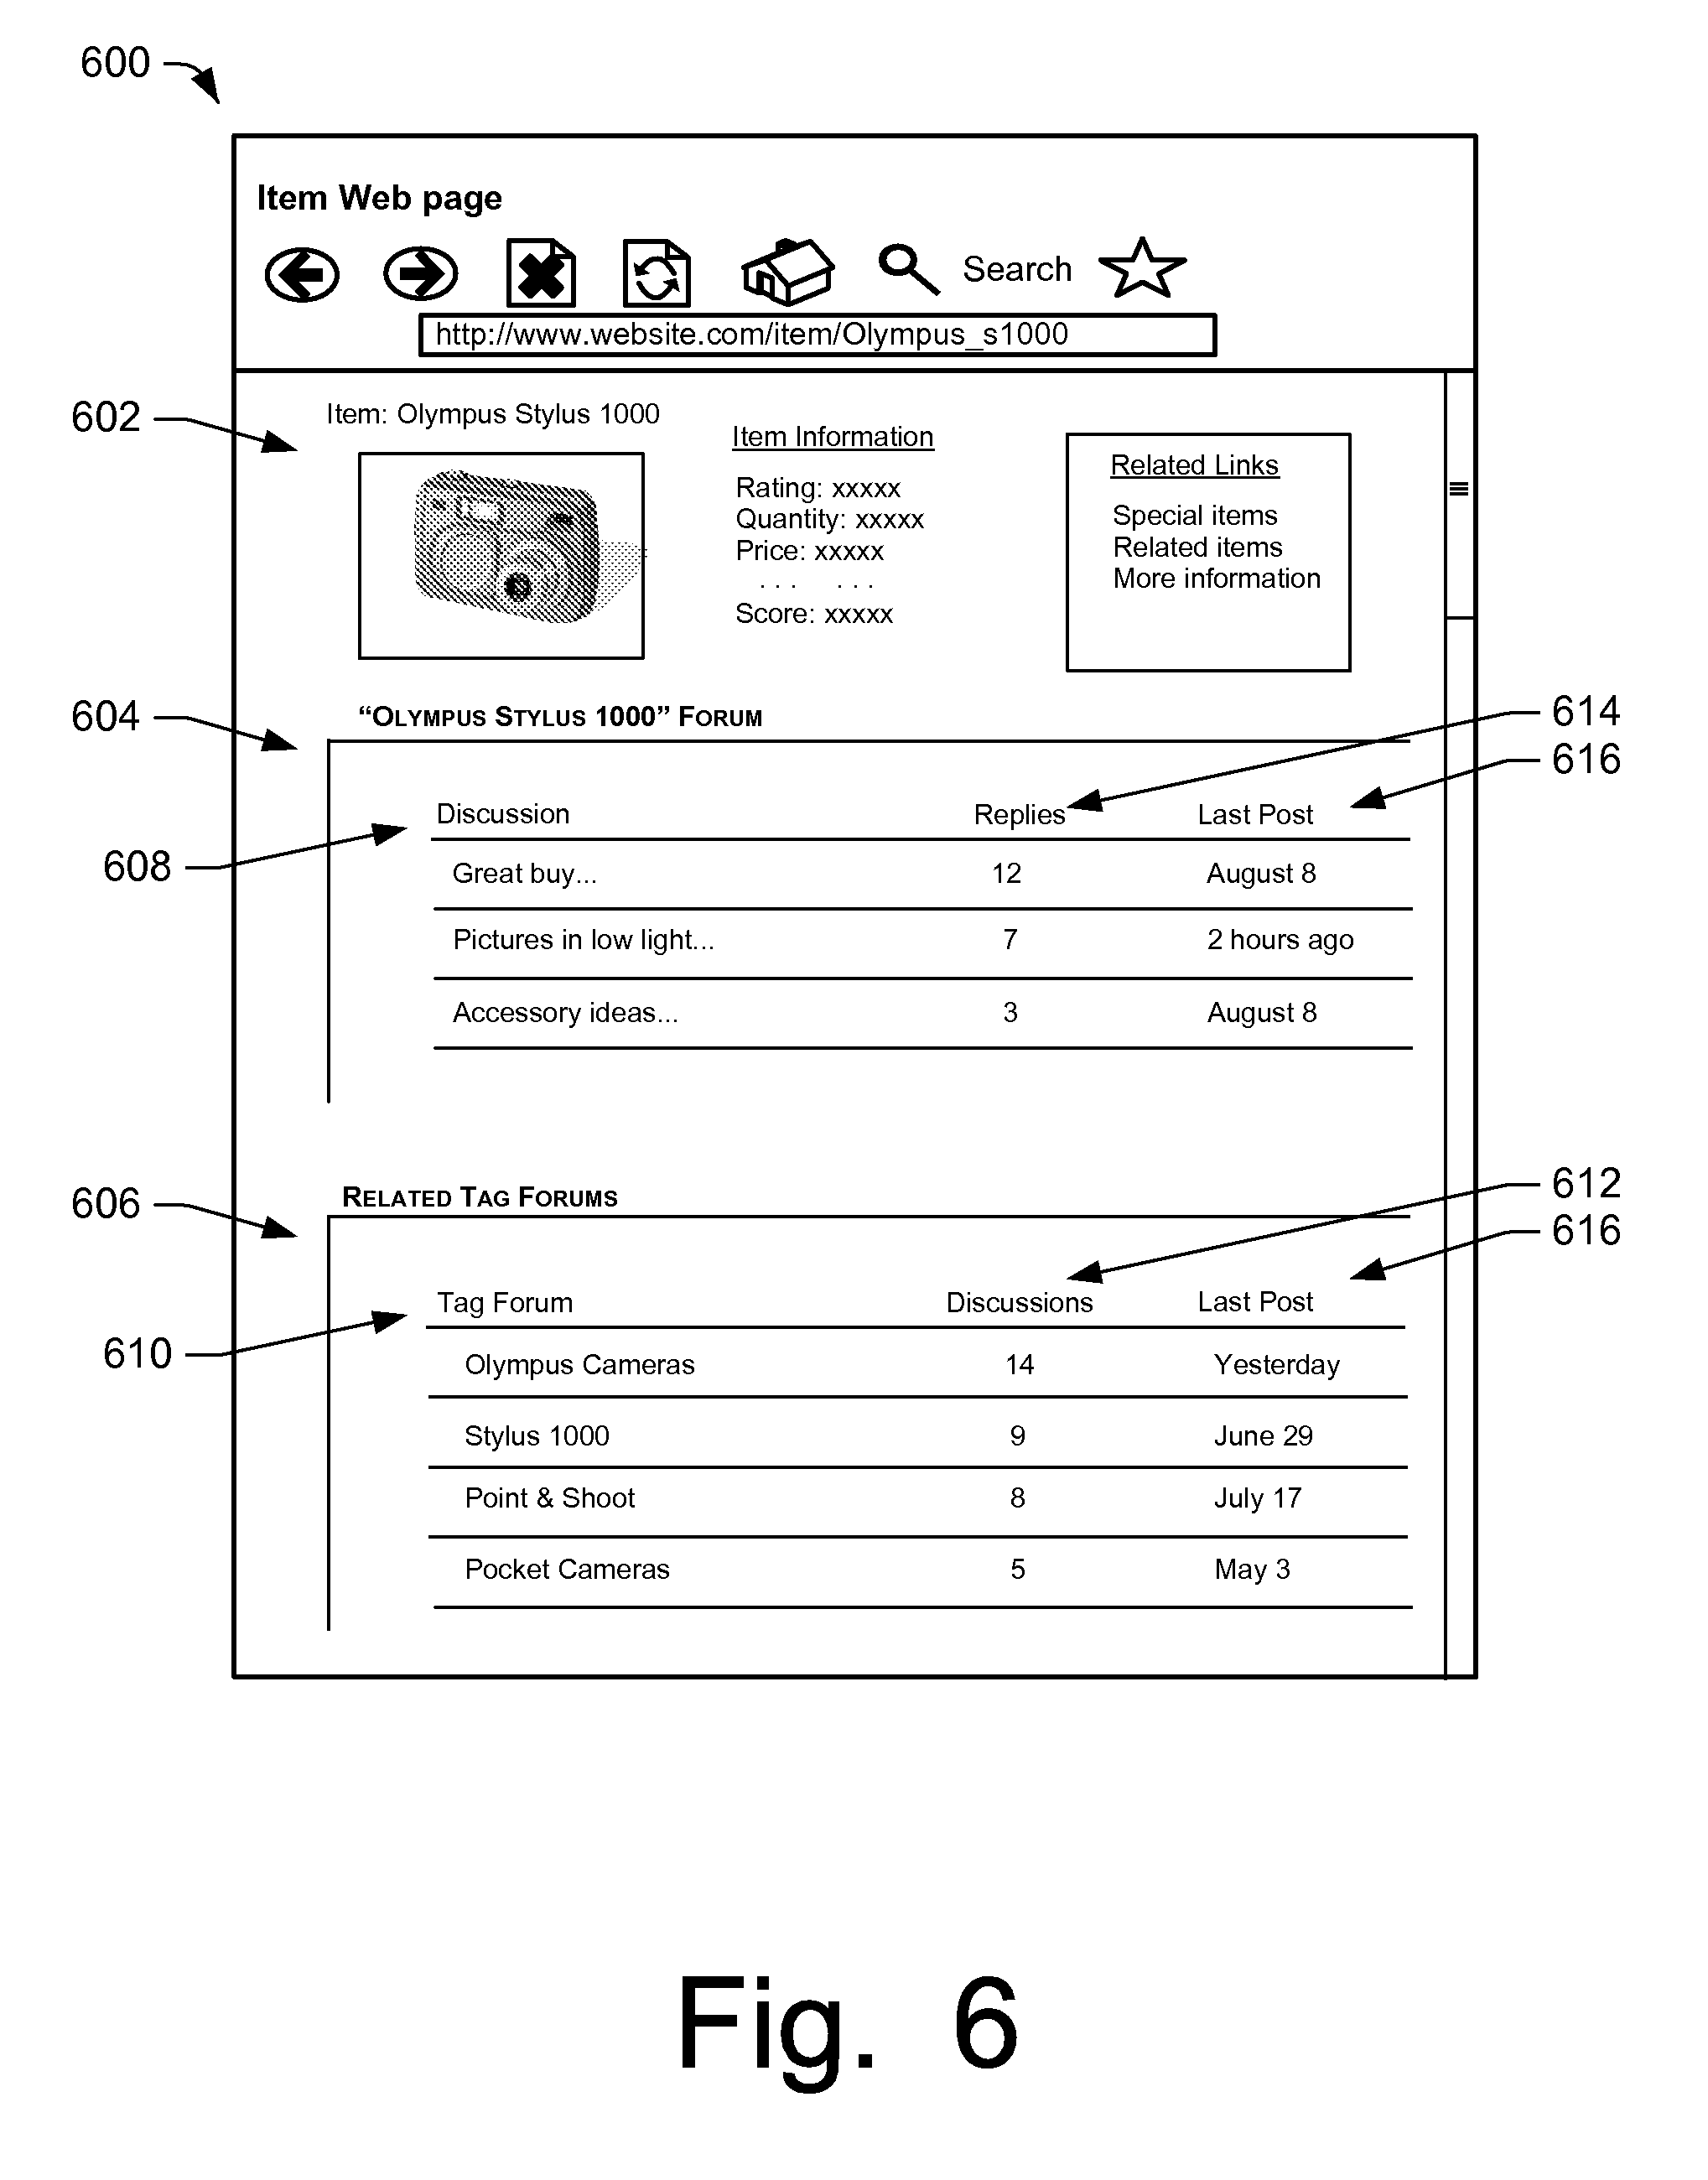 600
Item Web page
Search
http://www.website.com/item/Olympus_s1000
602
Item: Olympus Stylus 1000
Item Information
Rating: xxxxx
Quantity: xxxxx
Price: xxxxx
. . . . . .
Score: xxxxx
Related Links
Special items
Related items
More information
604
“OLYMPUS STYLUS 1000” FORUM
614
616
608
Discussion Replies Last Post
Great buy... 12 August 8
Pictures in low light... 7 2 hours ago
Accessory ideas... 3 August 8
606
RELATED TAG FORUMS
612
616
610
Tag Forum Discussions Last Post
Olympus Cameras 14 Yesterday
Stylus 1000 9 June 29
Point & Shoot 8 July 17
Pocket Cameras 5 May 3
Fig. 6